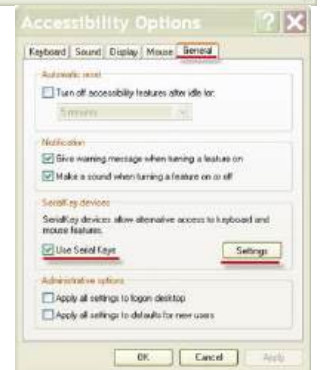 Accessibility Options
Keyboard Sound Display Mouse General
Automatic reset
Turn off accessibility features after idle for:
5 minutes
Notification
Give warning message when turning a feature on
Make a sound when turning a feature on or off
SerialKey devices
SerialKey devices allow alternative access to keyboard and
mouse features.
Use Serial Keys
Settings
Administrative options
Apply all settings to logon desktop
Apply all settings to defaults for new users
OK Cancel Apply